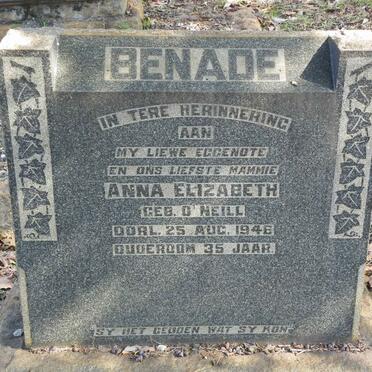 BENADE
IN TERE HERINNERING
AAN
MY LIEWE EGGENOTE
EN ONS LIEFSTE MAMMIE
ANNA ELIZABETH
GEB. O'NEILL
OORL. 25 AUG. 1946
OUDERDOM 35 JAAR
SY HET GEDOEN WAT SY KON